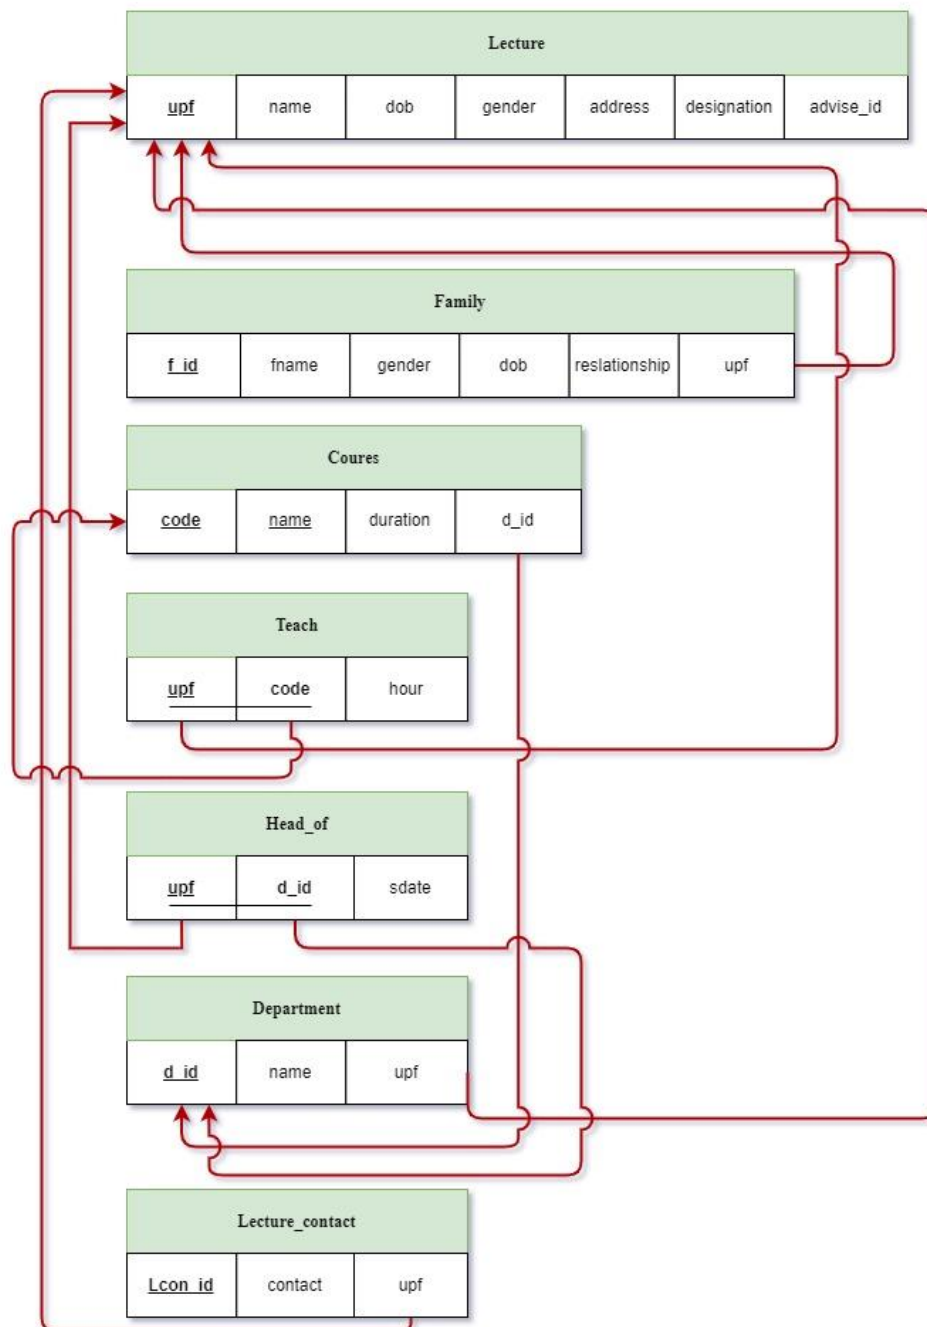 Lecture
upf name dob gender address designation advise_id
Family
f_id fname gender dob reslationship upf
Coures
code name duration d_id
Teach
upf code hour
Head_of
upf d_id sdate
Department
d_id name upf
Lecture_contact
Lcon_id contact upf